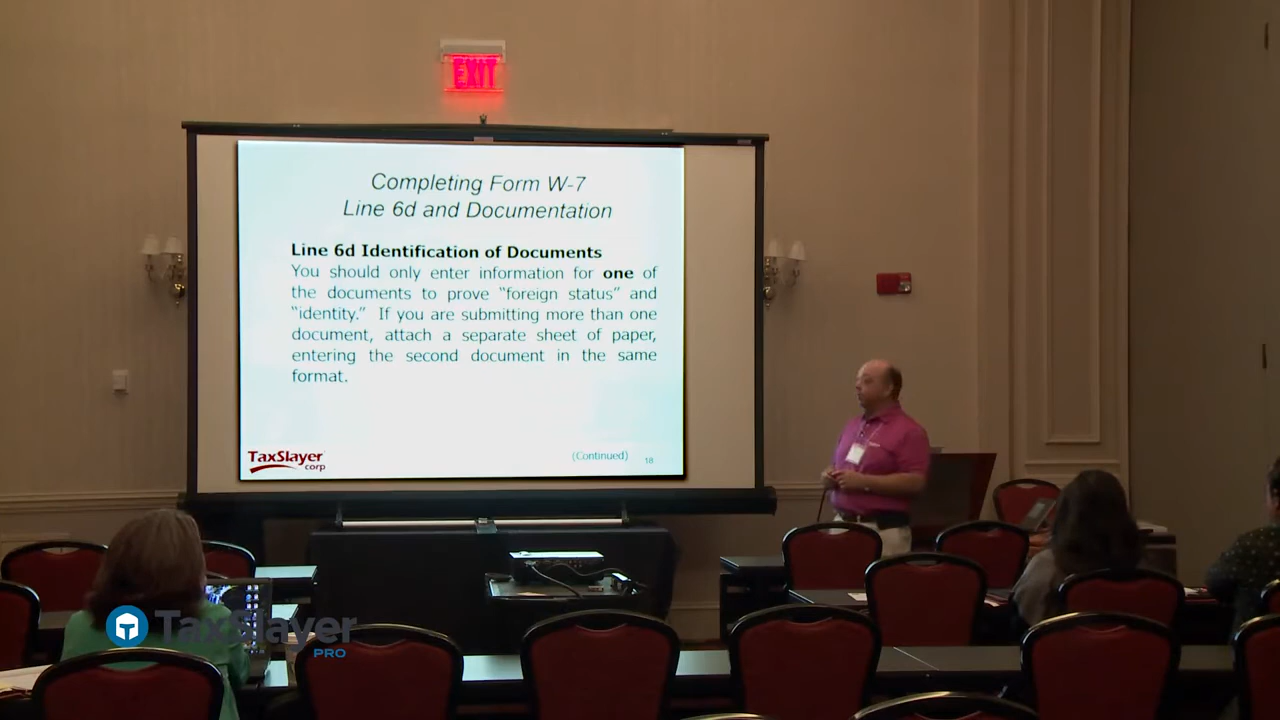 EXIT
Completing Form W-7
Line 6d and Documentation
Line 6d Identification of Documents
You should only enter information for one of
the documents to prove “foreign status” and
“identity.” If you are submitting more than one
document, attach a separate sheet of paper,
entering the second document in the same
format.
TaxSlayer
corp
(Continued)
18
TaxSlayer
PRO